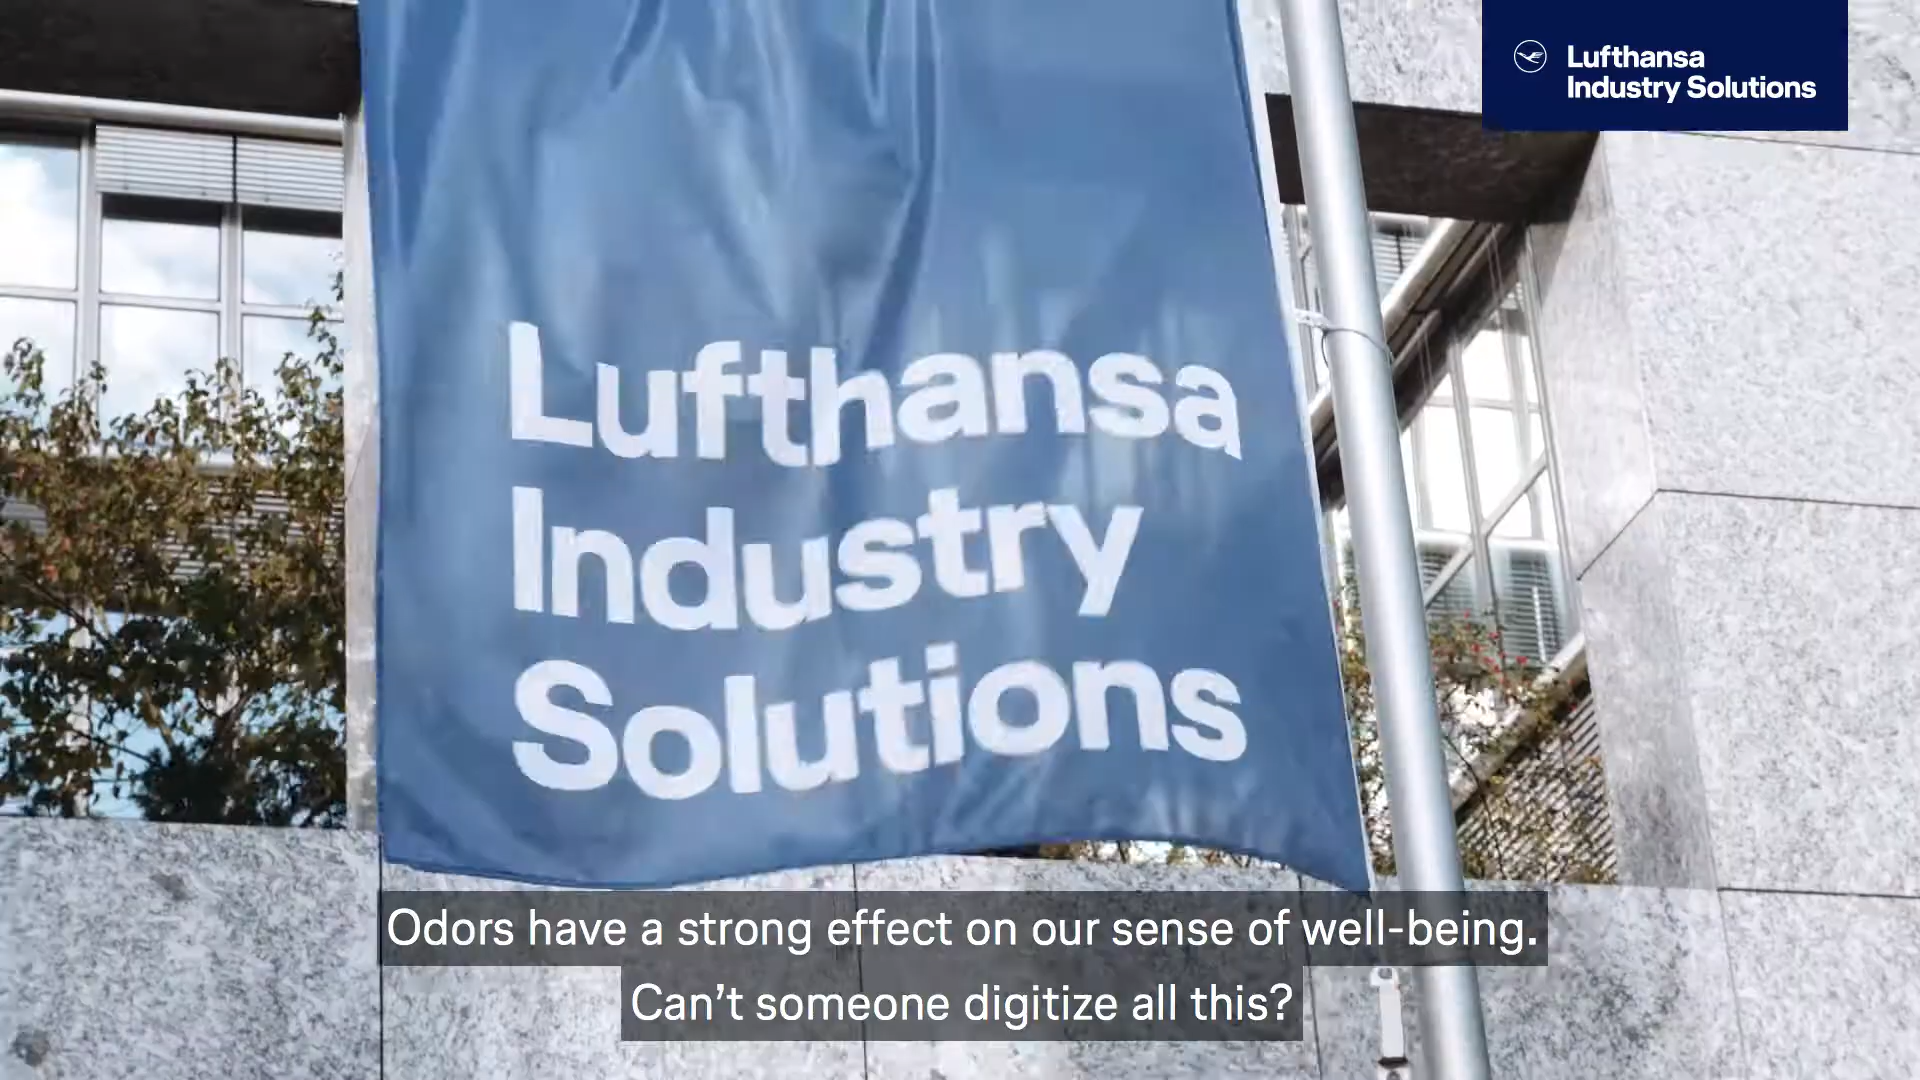 Lufthansa
Industry Solutions
Lufthansa
Industry
Solutions
Odors have a strong effect on our sense of well-being.
Can't someone digitize all this?